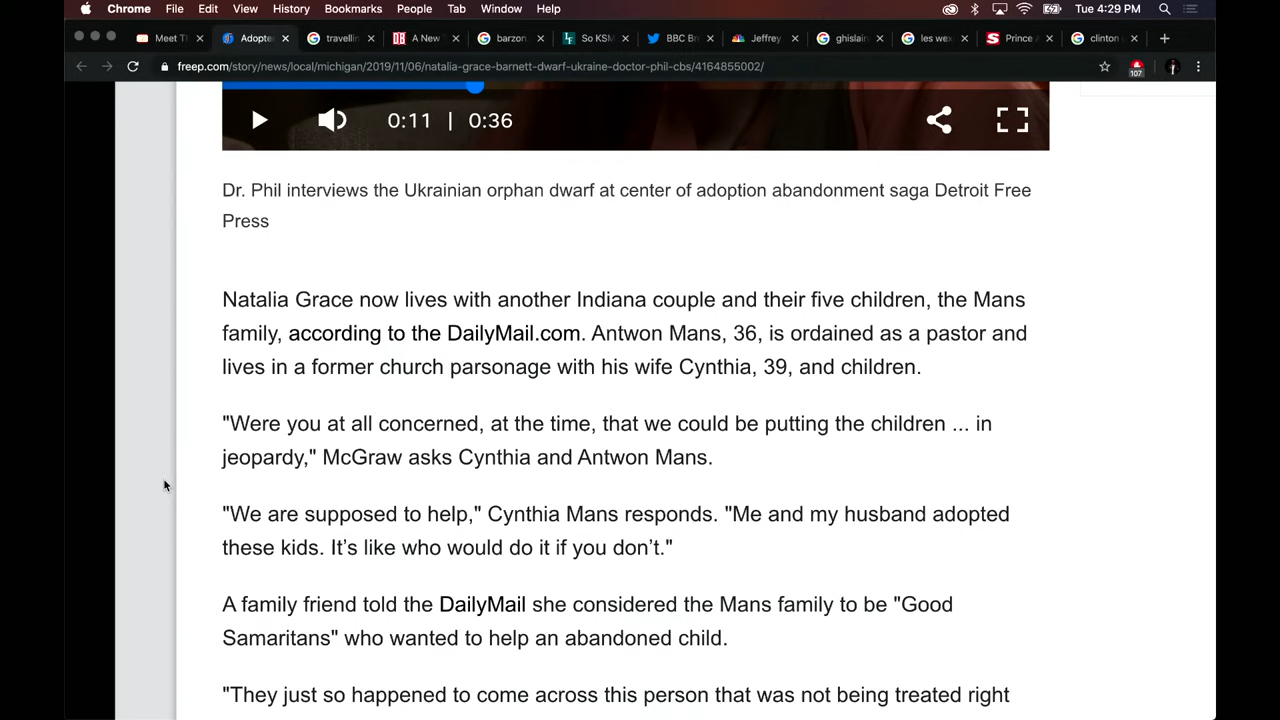 Chrome File Edit View History Bookmarks People Tab Window Help Tue 4:29 PM
Meet T Adopte travellin A New barzon So KSM BBC Br Jeffrey ghislain les wex Prince A clinton
freep.com/story/news/local/michigan/2019/11/06/natalia-grace-barnett-dwarf-ukraine-doctor-phil-cbs/4164855002/
107
0:11 | 0:36
Dr. Phil interviews the Ukrainian orphan dwarf at center of adoption abandonment saga Detroit Free
Press
Natalia Grace now lives with another Indiana couple and their five children, the Mans
family, according to the DailyMail.com. Antwon Mans, 36, is ordained as a pastor and
lives in a former church parsonage with his wife Cynthia, 39, and children.
"Were you at all concerned, at the time, that we could be putting the children ... in
jeopardy," McGraw asks Cynthia and Antwon Mans.
"We are supposed to help," Cynthia Mans responds. "Me and my husband adopted
these kids. It’s like who would do it if you don’t."
A family friend told the DailyMail she considered the Mans family to be "Good
Samaritans" who wanted to help an abandoned child.
"They just so happened to come across this person that was not being treated right